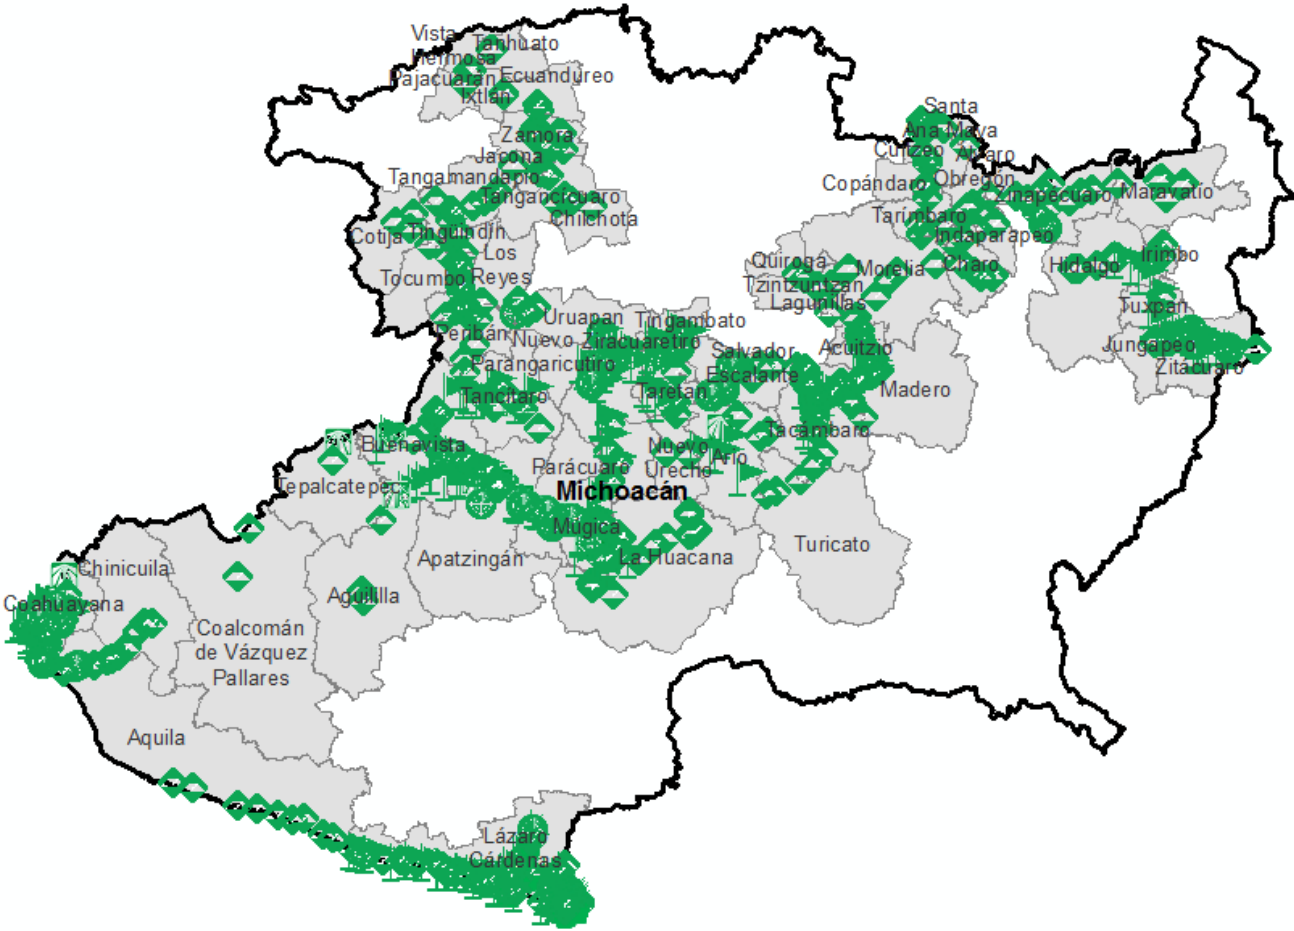 Vista
Hermosa
Tanhuato
Pajacuarán
Ecuandureo
Ixtlán
Zamora
Jacona
Tangamandapio
Tangancícuaro
Chilchota
Cotija
Tingüindín
Los
Reyes
Tocumbo
Peribán
Nuevo
Parangaricutiro
Uruapan
Tingambato
Ziracuaretiro
Tancítaro
Taretan
Salvador
Escalante
Buenavista
Tepalcatepec
Parácuaro
Nuevo
Urecho
Ario
Tacámbaro
Michoacán
Múgica
La Huacana
Turicato
Apatzingán
Aguililla
Chinicuila
Coahuayana
Coalcomán
de Vázquez
Pallares
Aquila
Lázaro
Cárdenas
Santa
Ana Maya
Cuitzeo
Alvaro
Obregón
Copándaro
Zinapécuaro
Maravatío
Tarímbaro
Indaparapeo
Quiroga
Morelia
Charo
Tzintzuntzan
Lagunillas
Hidalgo
Irimbo
Tuxpan
Acuitzio
Madero
Jungapeo
Zitácuaro